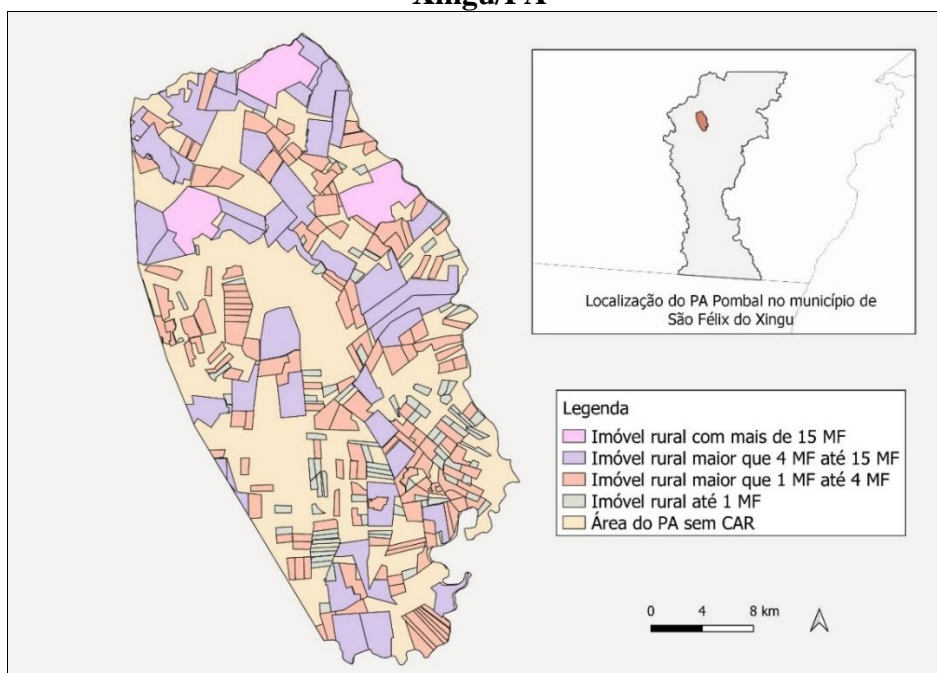 Xingu/PA
Localização do PA Pombal no município de
São Félix do Xingu
Legenda
Imóvel rural com mais de 15 MF
Imóvel rural maior que 4 MF até 15 MF
Imóvel rural maior que 1 MF até 4 MF
Imóvel rural até 1 MF
Área do PA sem CAR
0 4 8 km